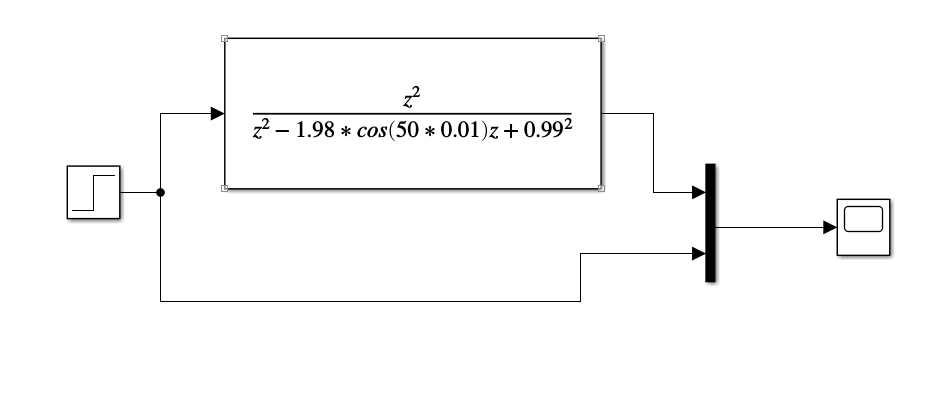 z²
z² − 1.98 * cos(50 * 0.01)z + 0.99²